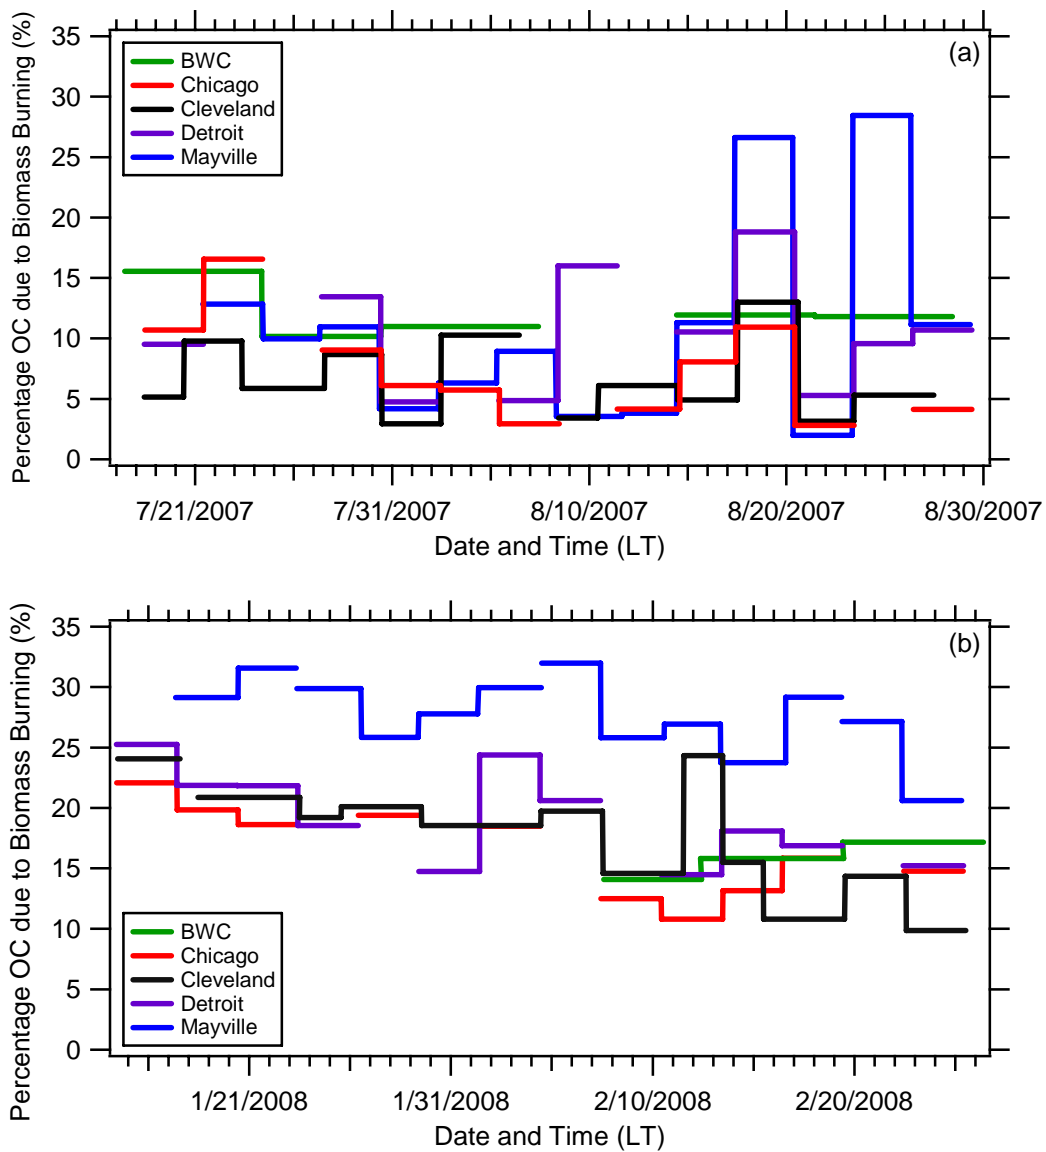 Percentage OC due to Biomass Burning (%)
35
30
25
20
15
10
5
0
(a)
BWC
Chicago
Cleveland
Detroit
Mayville
7/21/2007
7/31/2007
8/10/2007
8/20/2007
8/30/2007
Date and Time (LT)
Percentage OC due to Biomass Burning (%)
35
30
25
20
15
10
5
0
(b)
BWC
Chicago
Cleveland
Detroit
Mayville
1/21/2008
1/31/2008
2/10/2008
2/20/2008
Date and Time (LT)